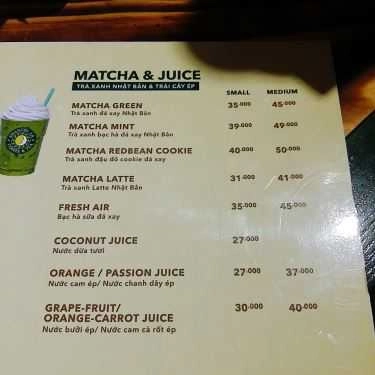 MATCHA & JUICE
TRÀ XANH NHẬT BẢN & TRÁI CÂY ÉP
SMALL MEDIUM
MATCHA GREEN 35.000 45.000
Trà xanh đá xay Nhật Bản
MATCHA MINT 39.000 49.000
Trà xanh bạc hà đá xay Nhật Bản
MATCHA REDBEAN COOKIE 40.000 50.000
Trà xanh đậu đỏ cookie đá xay
MATCHA LATTE 31.000 41.000
Trà xanh Latte Nhật Bản
FRESH AIR 35.000 45.000
Bạc hà sữa đá xay
COCONUT JUICE 27.000
Nước dừa tươi
ORANGE / PASSION JUICE 27.000 37.000
Nước cam ép/ Nước chanh dây ép
GRAPE-FRUIT/
ORANGE-CARROT JUICE 30.000 40.000
Nước bưởi ép/ Nước cam cà rốt ép